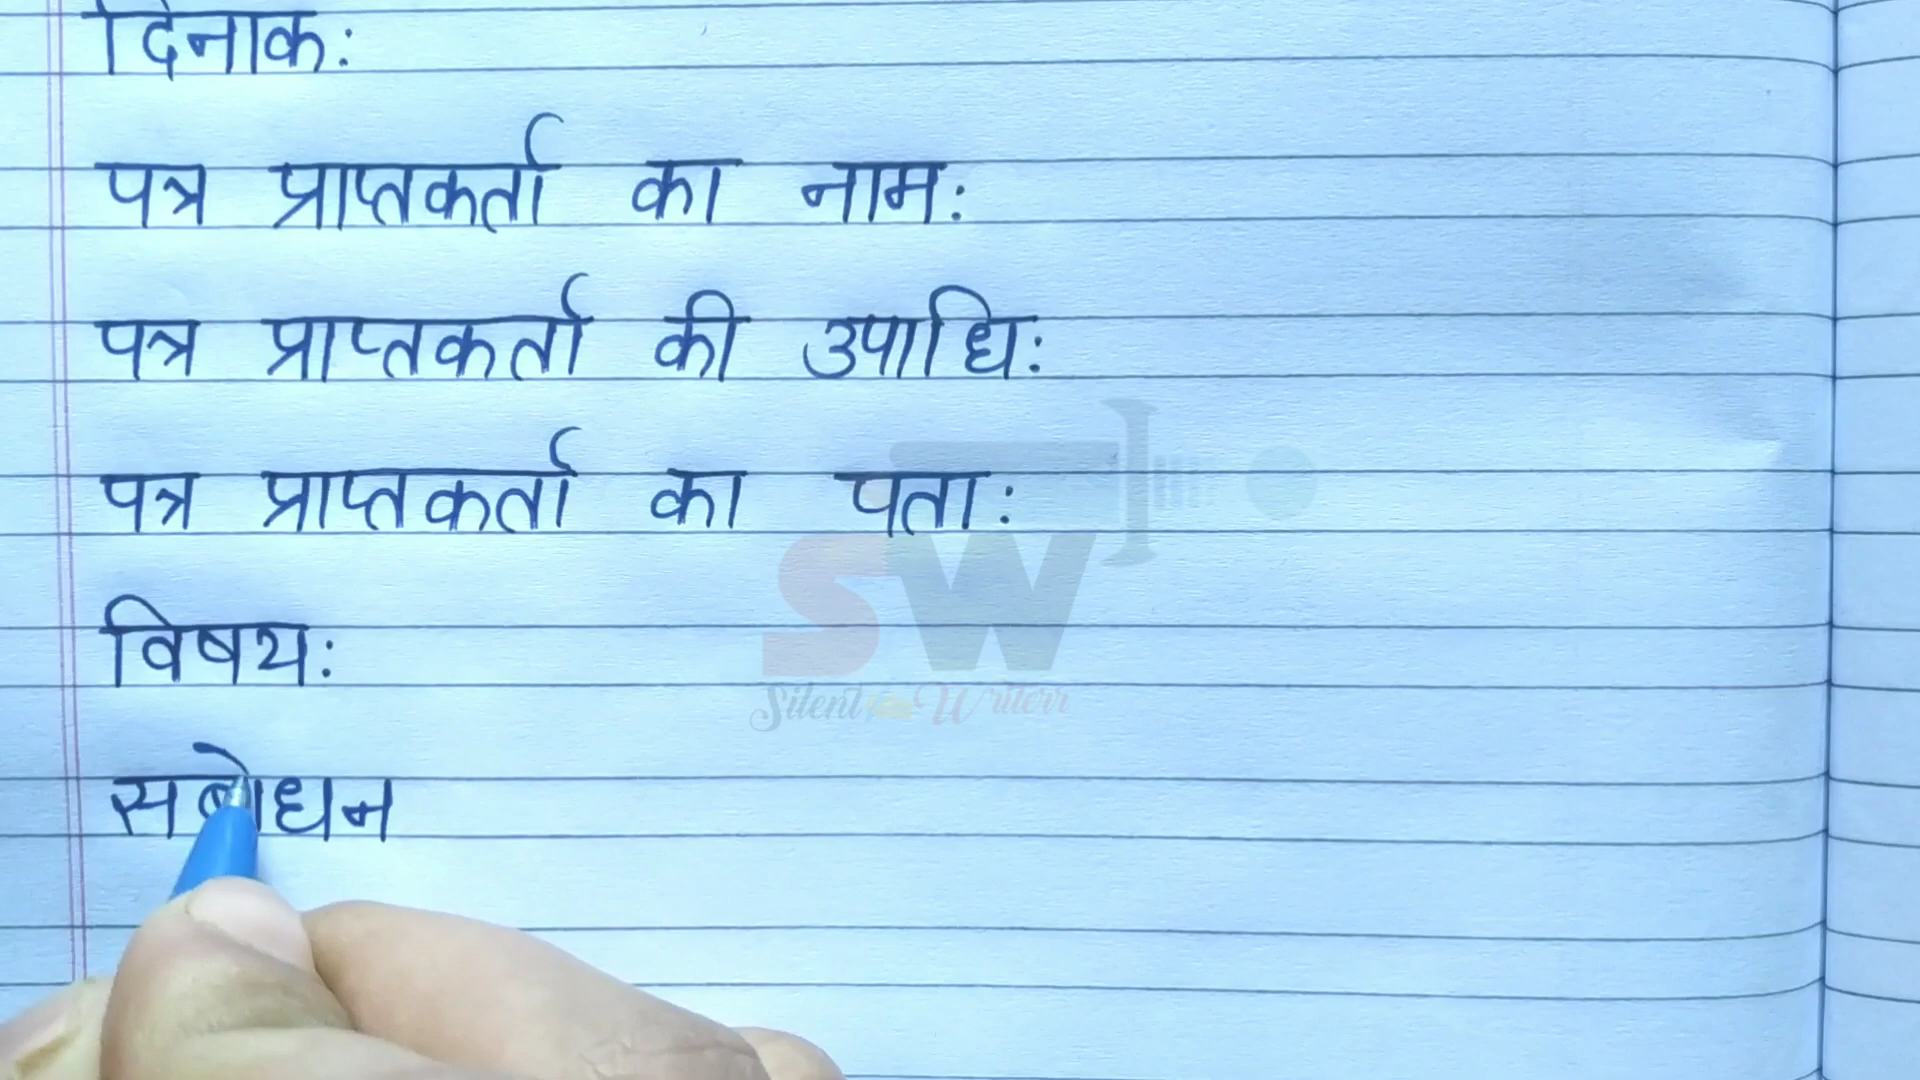 दिनाक:
पत्र प्राप्तकर्ता का नाम:
पत्र प्राप्तकर्ता की उपाधि:
पत्र प्राप्तकर्ता का पता:
विषय:
सबोधन
SW
Silent Writerr